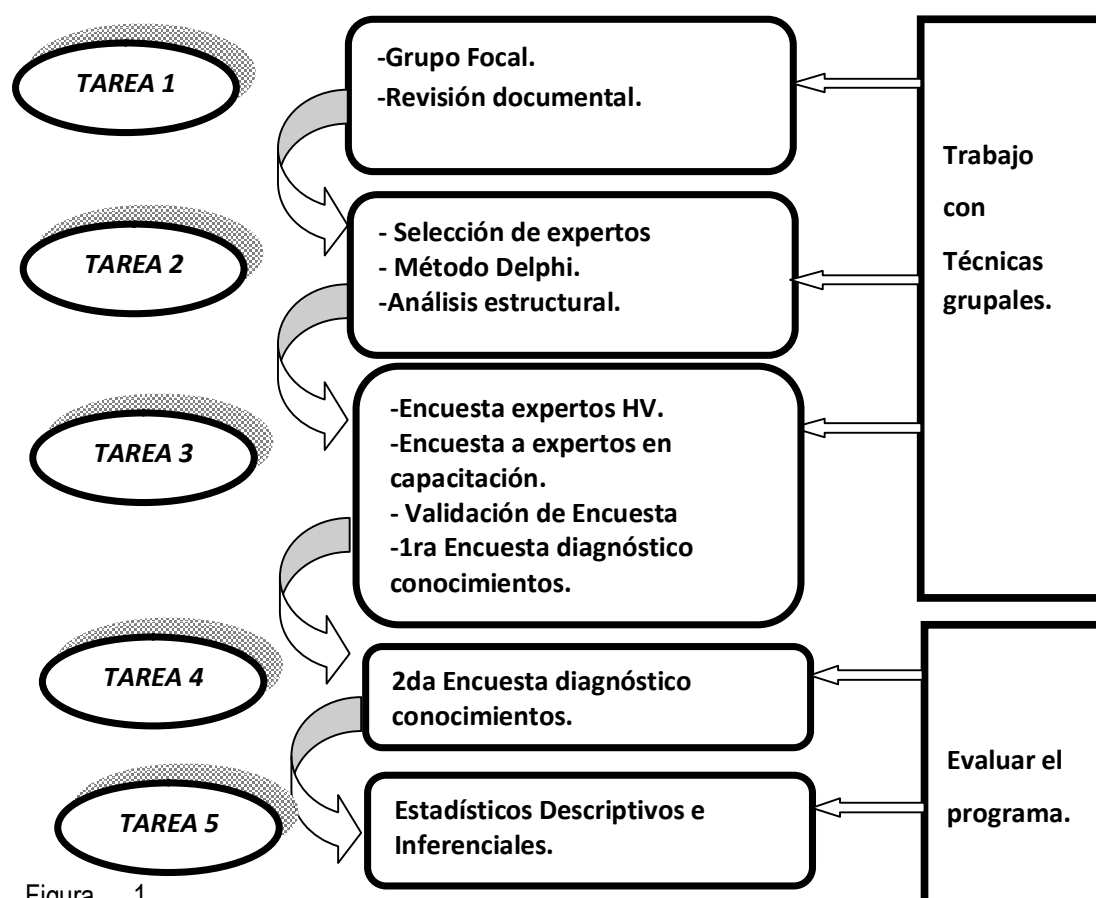 TAREA 1
-Grupo Focal.
-Revisión documental.
TAREA 2
- Selección de expertos
- Método Delphi.
-Análisis estructural.
TAREA 3
-Encuesta expertos HV.
-Encuesta a expertos en
capacitación.
- Validación de Encuesta
-1ra Encuesta diagnóstico
conocimientos.
Trabajo
con
Técnicas
grupales.
TAREA 4
2da Encuesta diagnóstico
conocimientos.
TAREA 5
Estadísticos Descriptivos e
Inferenciales.
Evaluar el
programa.
Figura 1